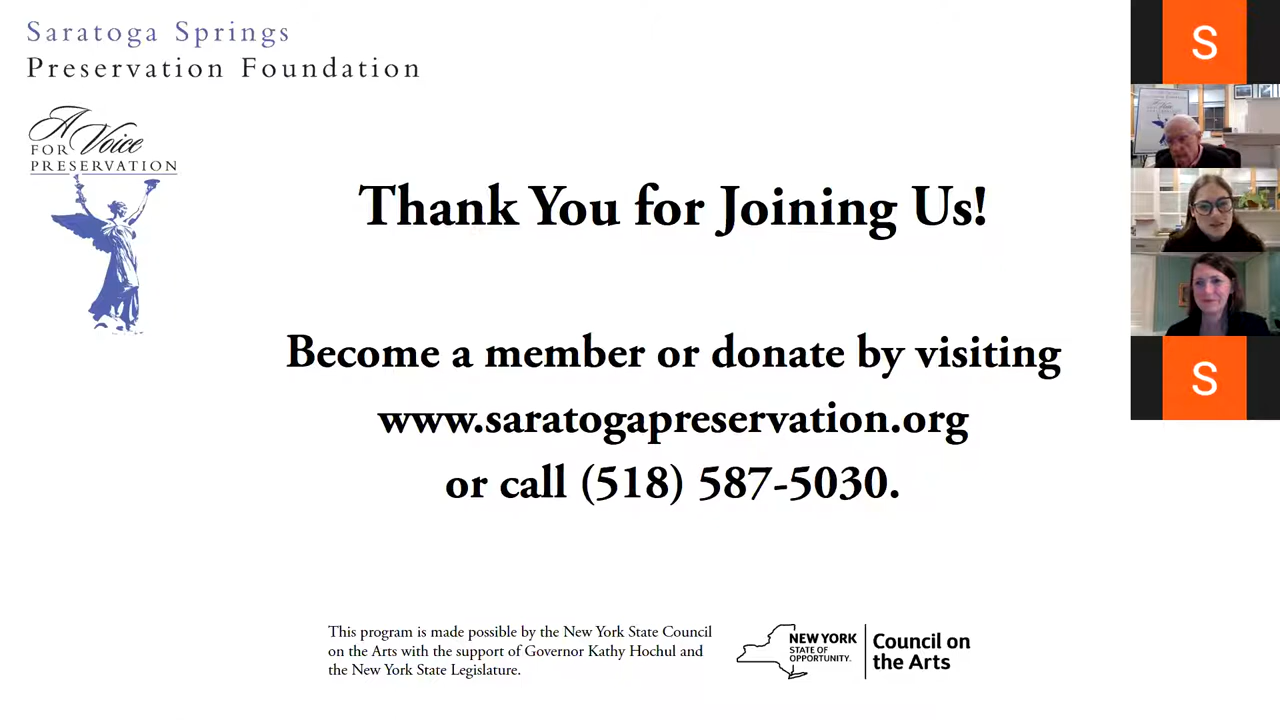 Saratoga Springs
Preservation Foundation
A Voice
FOR
PRESERVATION
Thank You for Joining Us!
Become a member or donate by visiting
www.saratogapreservation.org
or call (518) 587-5030.
This program is made possible by the New York State Council
on the Arts with the support of Governor Kathy Hochul and
the New York State Legislature.
NEW YORK
STATE OF
OPPORTUNITY.
Council on
the Arts
S
S